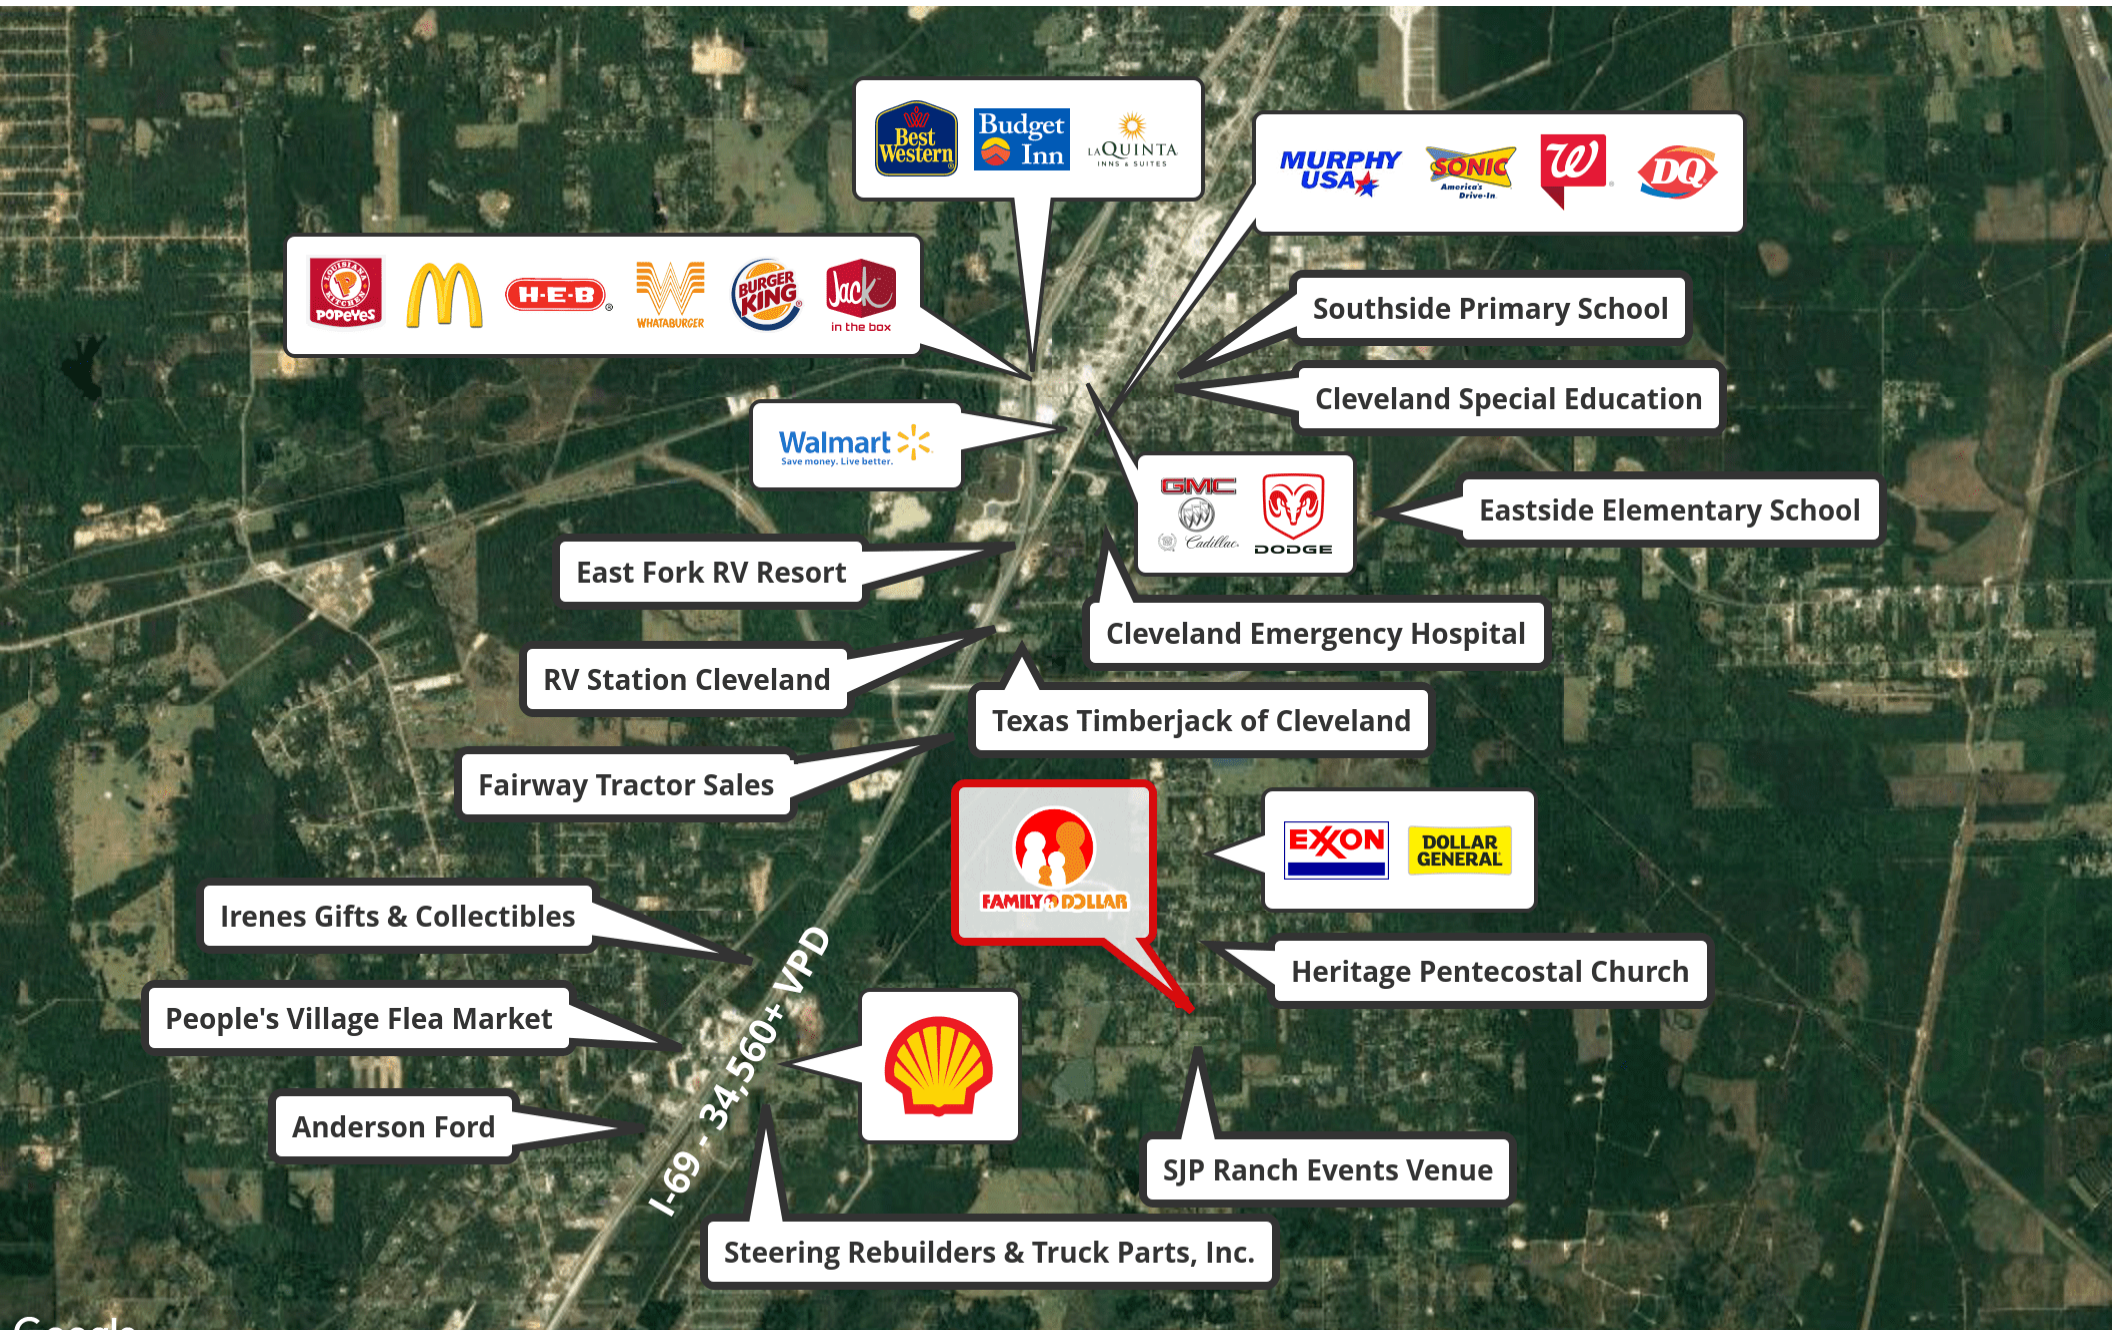 Best
Western
Budget
Inn
LAQUINTA
INNS & SUITES
MURPHY
USA
SONIC
America's
Drive-In
W
DQ
LOUISIANA
KITCHEN
POPEYES
H-E-B
WHATABURGER
BURGER
KING
Jack
in the box
Southside Primary School
Cleveland Special Education
Walmart
Save money. Live better.
GMC
Cadillac
DODGE
Eastside Elementary School
East Fork RV Resort
Cleveland Emergency Hospital
RV Station Cleveland
Texas Timberjack of Cleveland
Fairway Tractor Sales
FAMILY DOLLAR
EXXON
DOLLAR
GENERAL
Irenes Gifts & Collectibles
Heritage Pentecostal Church
People's Village Flea Market
I-69 - 34,560+ VPD
Anderson Ford
SJP Ranch Events Venue
Steering Rebuilders & Truck Parts, Inc.
Google